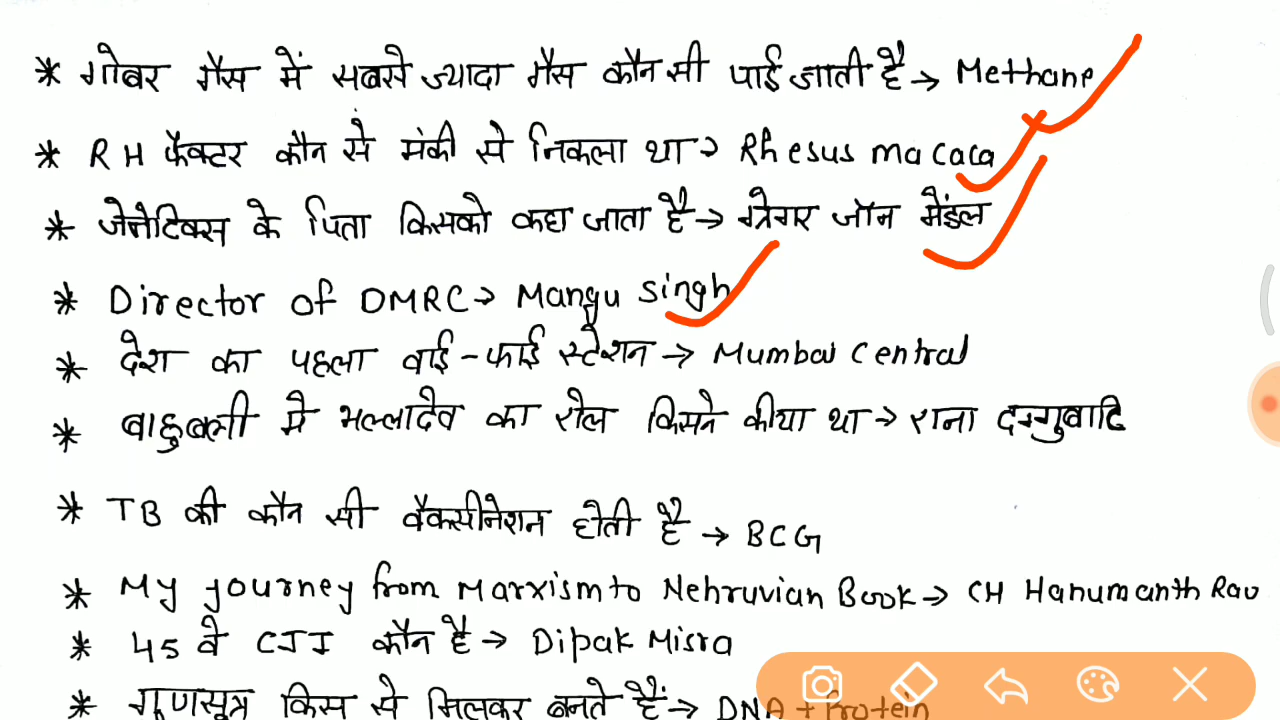 * गोबर गैस में सबसे ज्यादा गैस कौन सी पाई जाती है → Methane
* RH फैक्टर कौन से मंकी से निकला था → Rhesus macaca
* जेनेटिक्स के पिता किसको कहा जाता है → ग्रेगर जॉन मेंडल
* Director of DMRC → Mangu Singh
* देश का पहला वाई-फाई स्टेशन → Mumbai Central
* बाहुबली में भल्लादेव का रोल किसने कीया था → राना दग्गुवादि
* TB की कौन सी वैक्सीनेशन होती है → BCG
* My journey from Marxism to Nehruvian Book → CH Hanumanth Rao
* 45 वे CJI कौन है → Dipak Misra
* गुणसूत्र किस से मिलकर बनते हैं → DNA + Protein